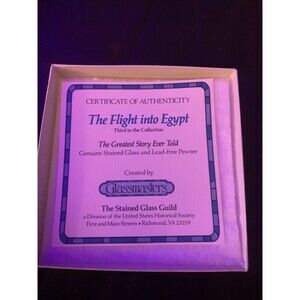 CERTIFICATE OF AUTHENTICITY
The Flight into Egypt
Third in the Collection
The Greatest Story Ever Told
Genuine Stained Glass and Lead-free Pewter
Created by
Glassmasters
The Stained Glass Guild
a Division of the United States Historical Society
First and Main Streets • Richmond, VA 23219